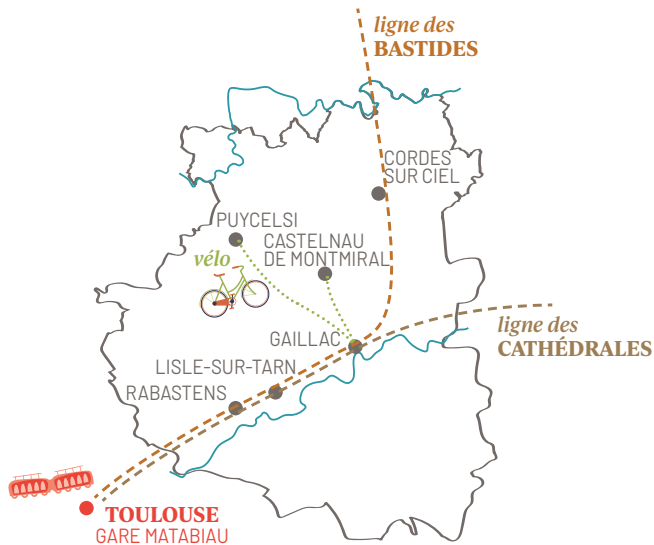 ligne des
BASTIDES
CORDES
SUR CIEL
PUYCELSI
CASTELNAU
DE MONTMIRAL
vélo
GAILLAC
ligne des
CATHÉDRALES
LISLE-SUR-TARN
RABASTENS
TOULOUSE
GARE MATABIAU